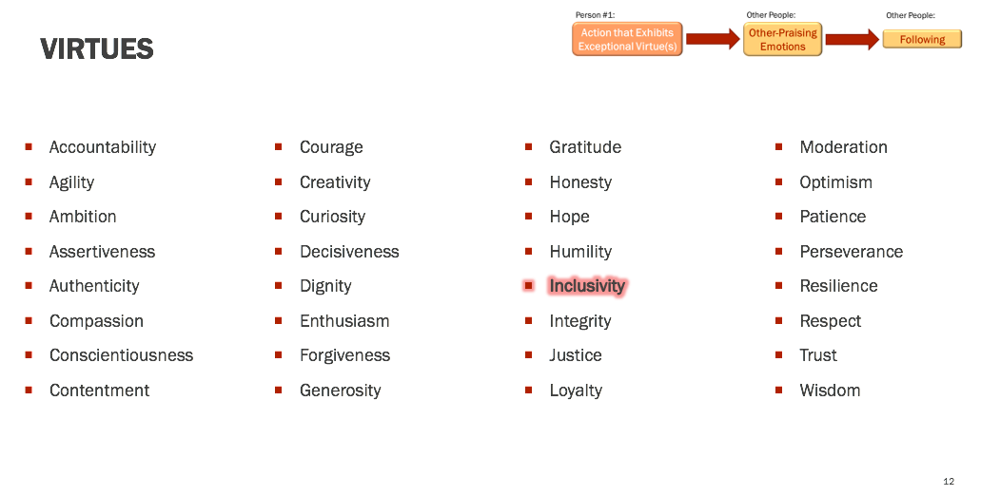 VIRTUES
Person #1:
Action that Exhibits
Exceptional Virtue(s)
Other People:
Other-Praising
Emotions
Other People:
Following
Accountability
Agility
Ambition
Assertiveness
Authenticity
Compassion
Conscientiousness
Contentment
Courage
Creativity
Curiosity
Decisiveness
Dignity
Enthusiasm
Forgiveness
Generosity
Gratitude
Honesty
Hope
Humility
Inclusivity
Integrity
Justice
Loyalty
Moderation
Optimism
Patience
Perseverance
Resilience
Respect
Trust
Wisdom
12